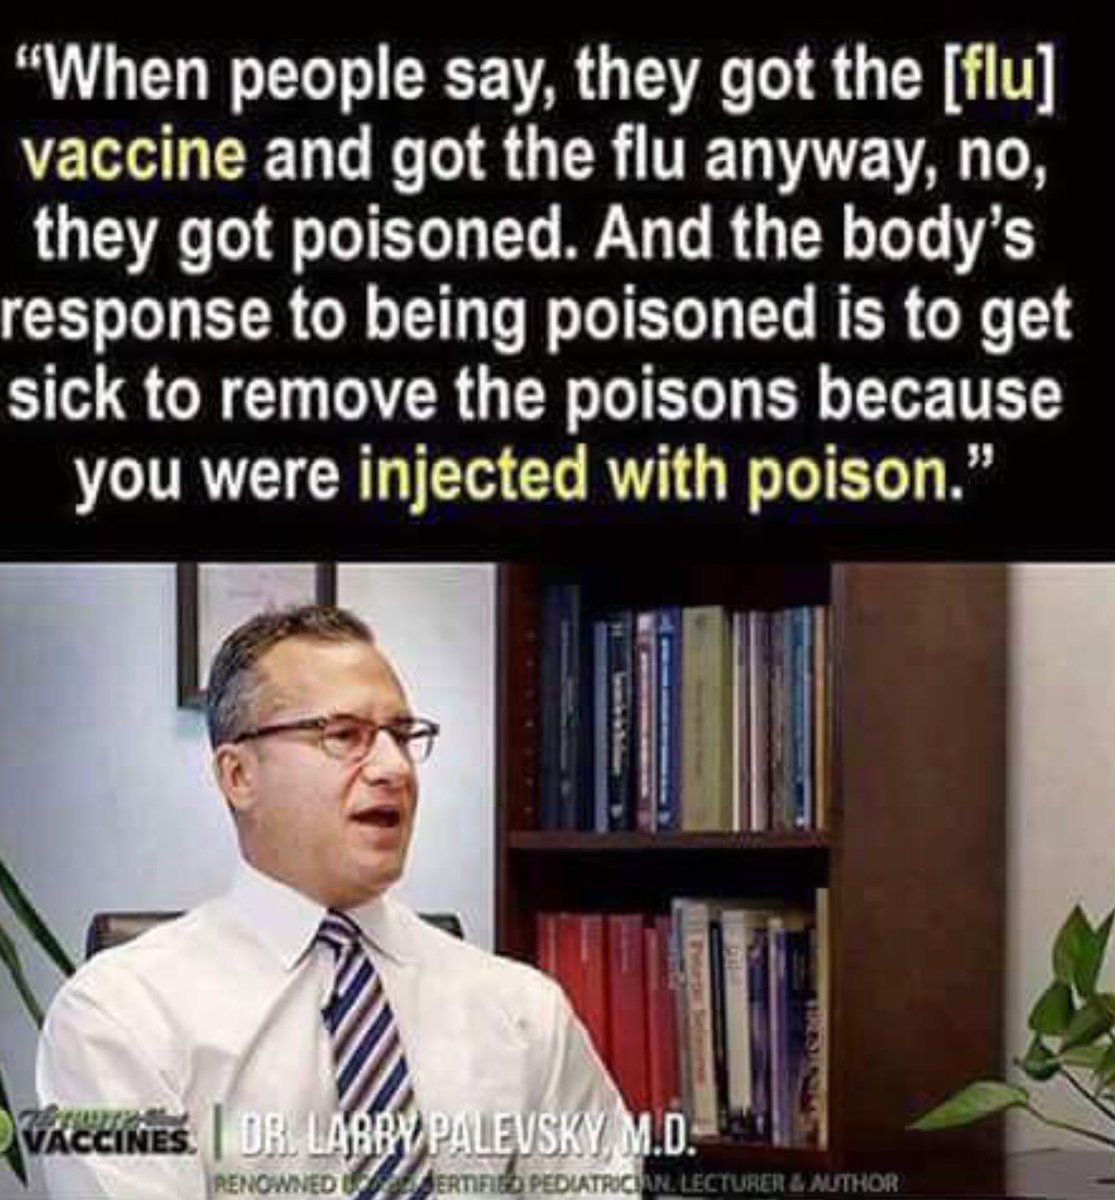 “When people say, they got the [flu]
vaccine and got the flu anyway, no,
they got poisoned. And the body’s
response to being poisoned is to get
sick to remove the poisons because
you were injected with poison.”
VACCINES. | DR. LARRY PALEVSKY, M.D.
RENOWNED PEDIATRICIAN, LECTURER & AUTHOR